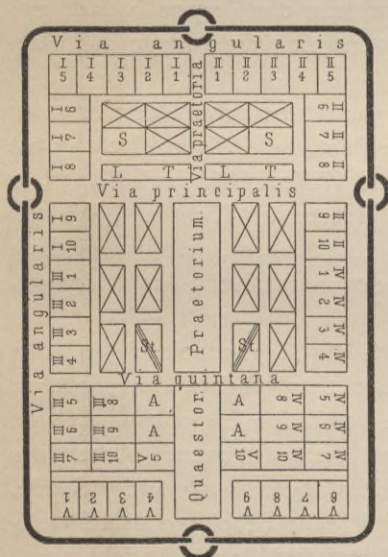 Via angularis
I 5 I 4 I 3 I 2 I 1 II 1 II 2 II 3 II 4 II 5
Via praetoria
I 6 II 6
I 7 S S II 7
I 8 II 8
L T L T
Via principalis
Via angularis
Praetorium.
I 9 II 9
I 10 II 10
III 1 IV 1
III 2 IV 2
III 3 St. St. IV 3
III 4 IV 4
Via quintana
Quaestor.
III 5 III 8 A A IV 8 IV 5
III 6 III 9 A A IV 9 IV 6
III 7 III 10 V 5 V 10 IV 10 IV 7
V 1 V 2 V 3 V 4 V 9 V 8 V 7 V 6